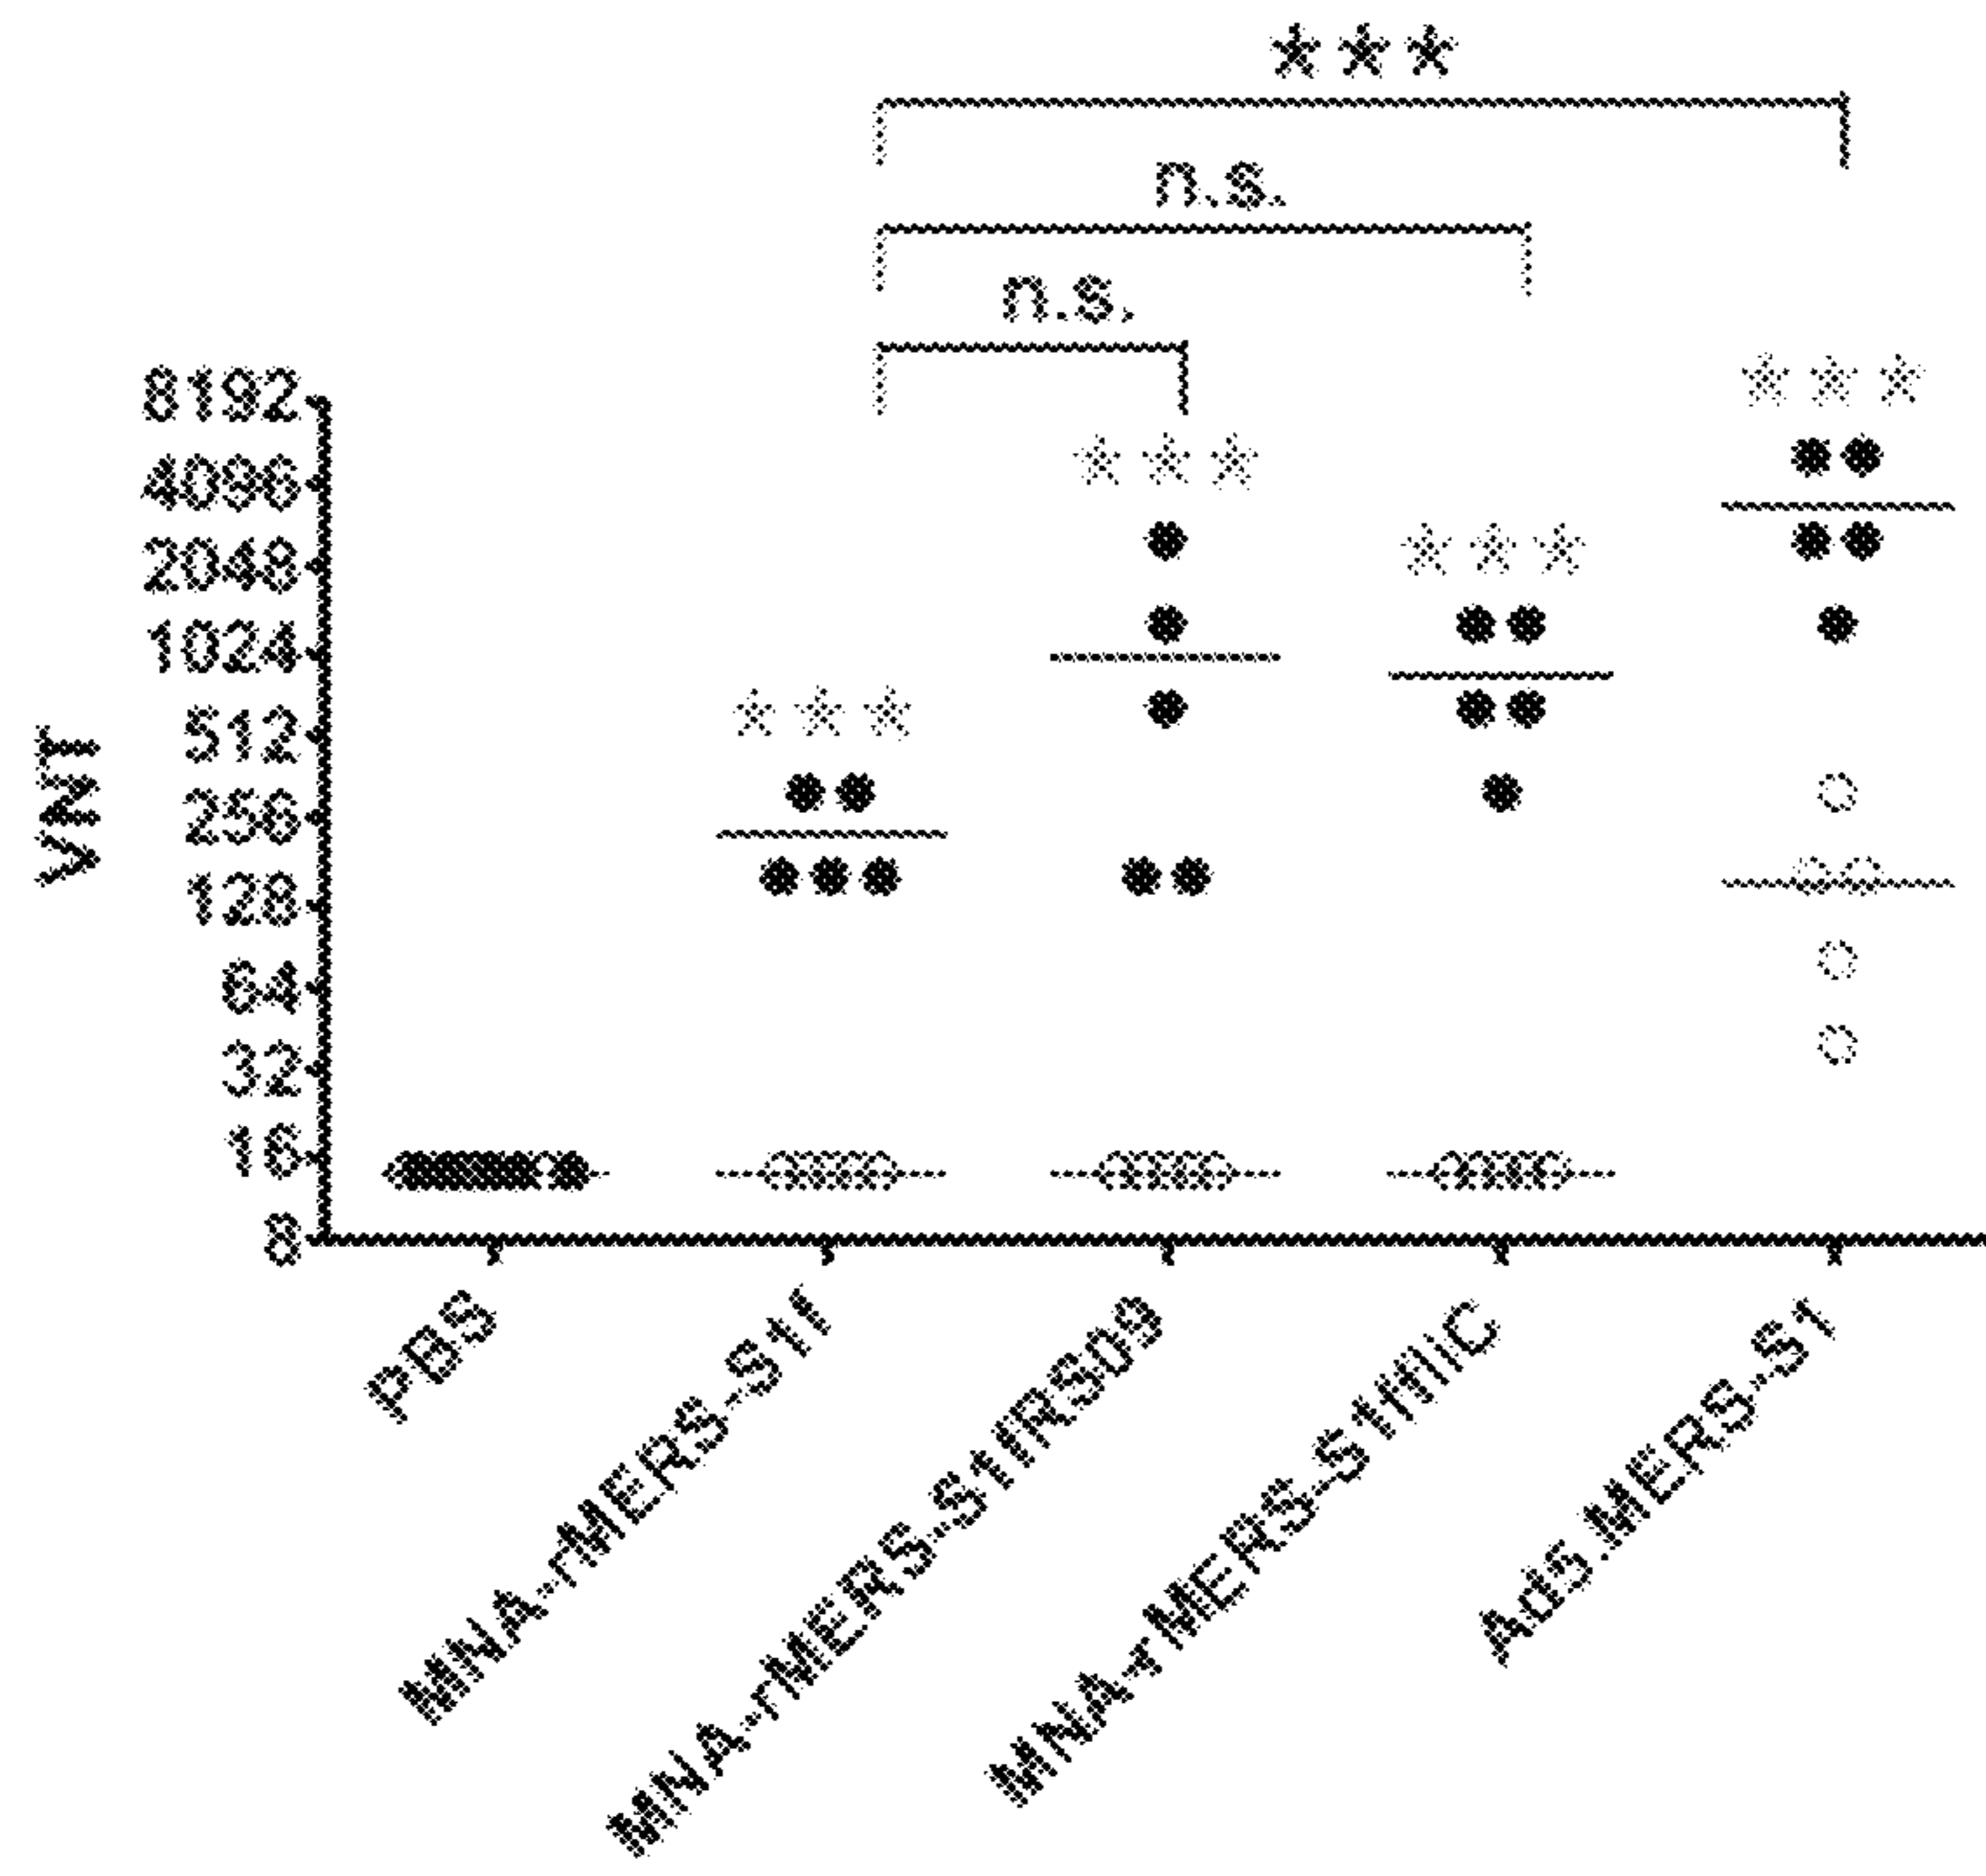 ***
n.s.
n.s.
***
***
***
***
8192
4096
2048
1024
512
256
128
64
32
16
8
VNT
PBS
MNA-rMERS-S1f
MNA-rMERS-S1fRS09
MNA-rMERS-S1ffliC
Ad5.MERS-S1